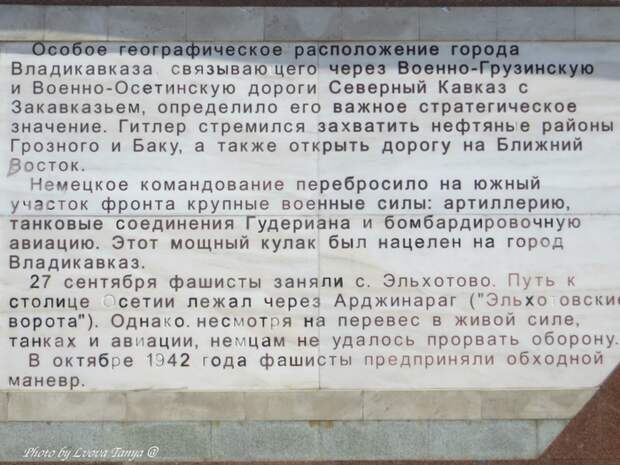 Особое географическое расположение города
Владикавказа, связывающего через Военно-Грузинскую
и Военно-Осетинскую дороги Северный Кавказ с
Закавказьем, определило его важное стратегическое
значение. Гитлер стремился захватить нефтяные районы
Грозного и Баку, а также открыть дорогу на Ближний
Восток.
Немецкое командование перебросило на южный
участок фронта крупные военные силы: артиллерию,
танковые соединения Гудериана и бомбардировочную
авиацию. Этот мощный кулак был нацелен на город
Владикавказ.
27 сентября фашисты заняли с. Эльхотово. Путь к
столице Осетии лежал через Арджинараг ("Эльхотовские
ворота"). Однако, несмотря на перевес в живой силе,
танках и авиации, немцам не удалось прорвать оборону.
В октябре 1942 года фашисты предприняли обходной
маневр.
Photo by Lvova Tanya @